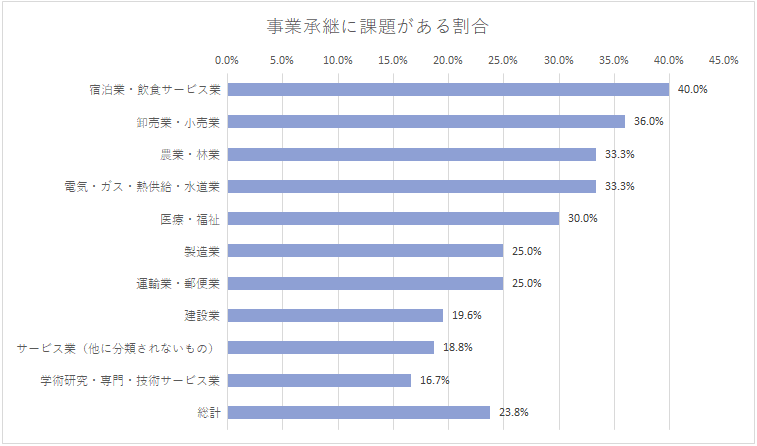 事業承継に課題がある割合
0.0% 5.0% 10.0% 15.0% 20.0% 25.0% 30.0% 35.0% 40.0% 45.0%
宿泊業・飲食サービス業 40.0%
卸売業・小売業 36.0%
農業・林業 33.3%
電気・ガス・熱供給・水道業 33.3%
医療・福祉 30.0%
製造業 25.0%
運輸業・郵便業 25.0%
建設業 19.6%
サービス業（他に分類されないもの） 18.8%
学術研究・専門・技術サービス業 16.7%
総計 23.8%